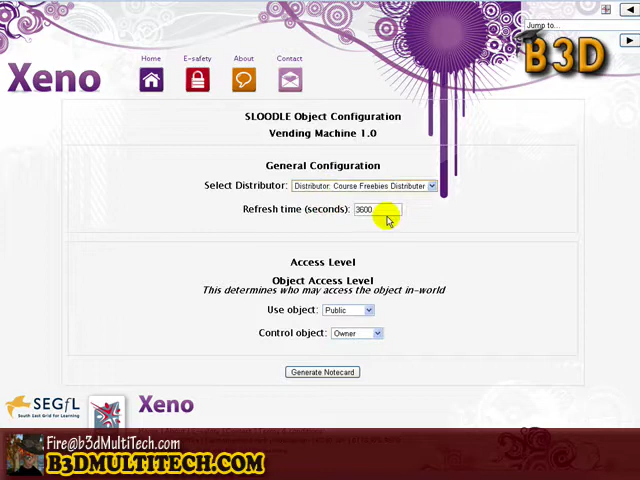 Jump to...
B3D
Home E-safety About Contact
Xeno
SLOODLE Object Configuration
Vending Machine 1.0
General Configuration
Select Distributor: Distributor: Course Freebies Distributer
Refresh time (seconds): 3600
Access Level
Object Access Level
This determines who may access the object in-world
Use object: Public
Control object: Owner
Generate Notecard
SEGfL
South East Grid for Learning
Xeno
Fire@b3dMultiTech.com
B3DMULTITECH.COM